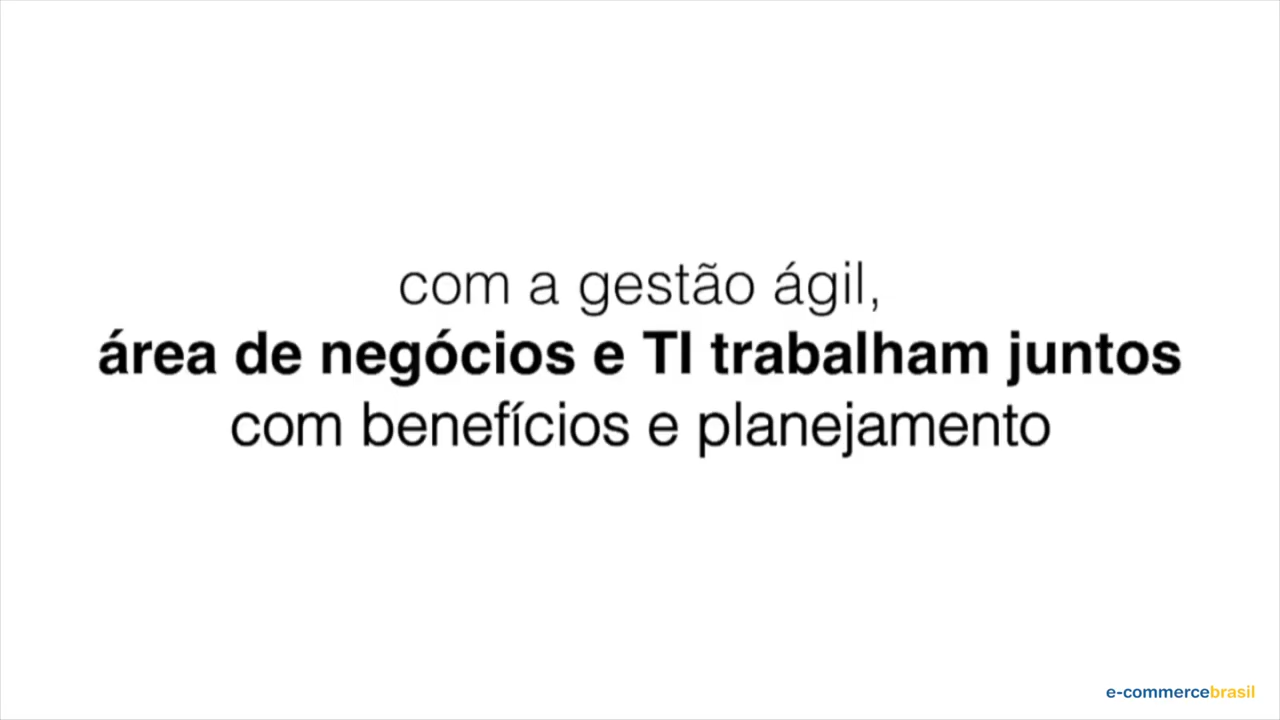 com a gestão ágil,
área de negócios e TI trabalham juntos
com benefícios e planejamento
e-commercebrasil